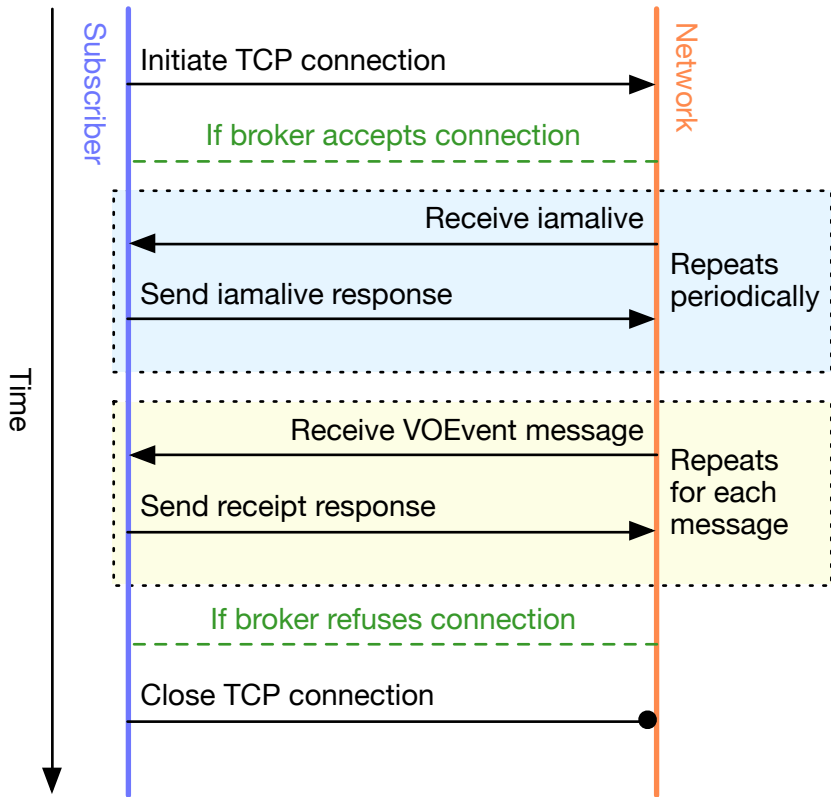 Subscriber
Network
Initiate TCP connection
If broker accepts connection
Receive iamalive
Repeats
periodically
Send iamalive response
Time
Receive VOEvent message
Repeats
for each
message
Send receipt response
If broker refuses connection
Close TCP connection